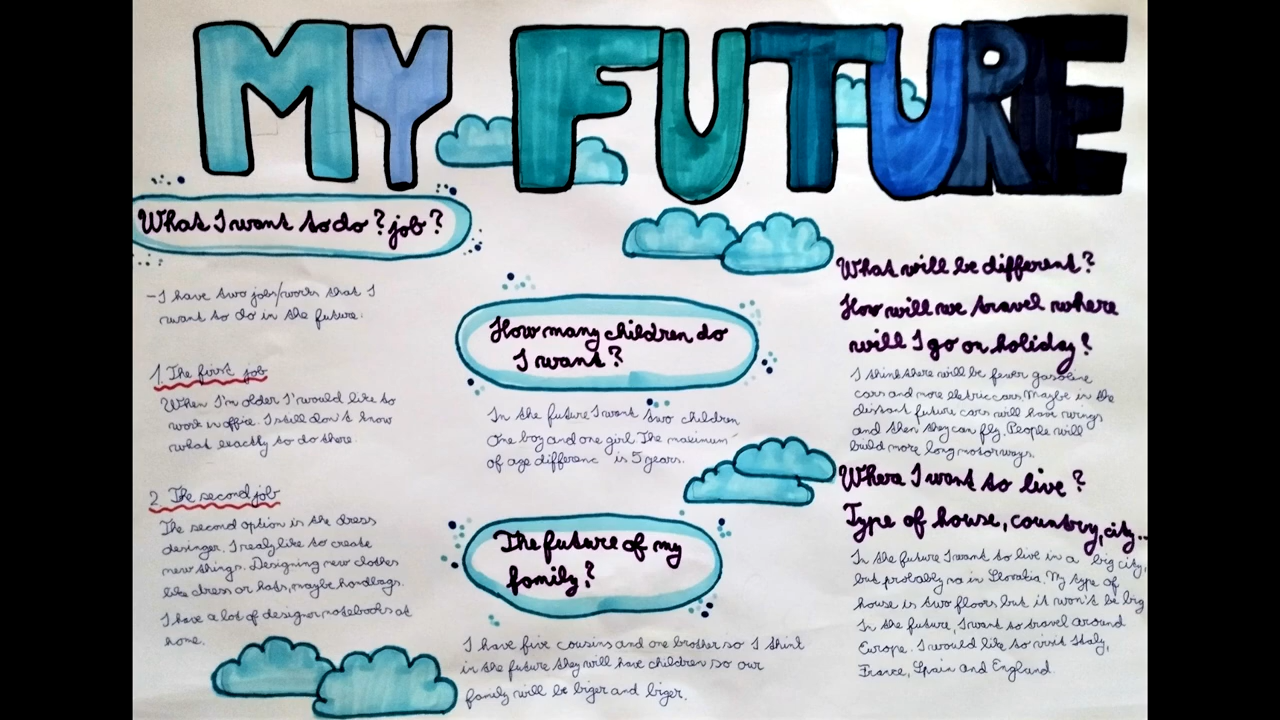 MY FUTURE
What I want to do? job?
-I have two jobs/works that I
want to do in the future.
1. The first job
When I'm older I'would like to
work in office. I still don't know
what exactly to do there.
2. The second job
The second option is the dress
desinger. I realy like to create
new things. Designing new clothes
like dress or hats, maybe handbags.
I have a lot of designer notebooks at
home.
How many children do
I want?
In the future I want two children
One boy and one girl. The maximum
of age differenc is 5 years.
The future of my
family?
I have five cousins and one brother so I think
in the future they will have children so our
family will be biger and biger.
What will be different?
How will we travel where
will I go on holiday?
I think there will be fewer gasoline
cars and more eletric cars. Maybe in the
distant future cars will have wings
and then they can fly. People will
build more long motorways.
Where I want to live?
Type of house, country, city...
In the future I want to live in a big city,
but probably no in Slovakia. My type of
house is two floors but it won't be big
In the future, I want to travel around
Europe. I would like to visit Italy,
France, Spain and England.